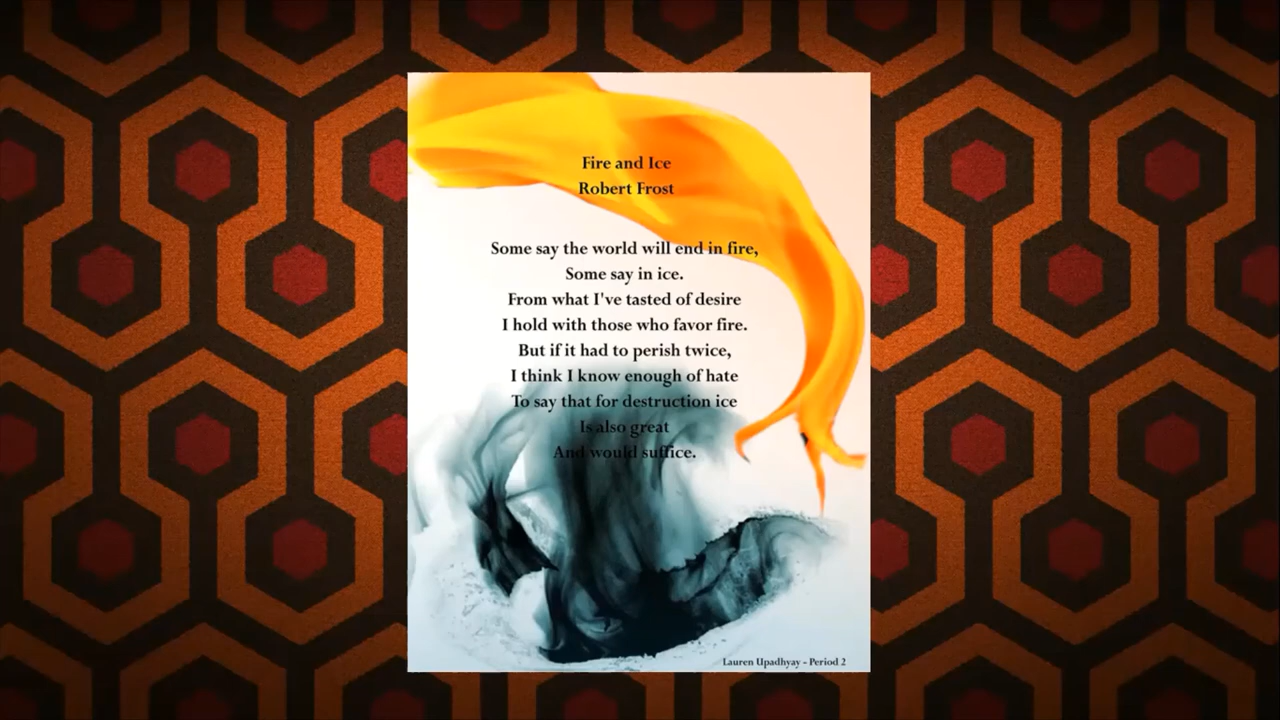 Fire and Ice
Robert Frost
Some say the world will end in fire,
Some say in ice.
From what I've tasted of desire
I hold with those who favor fire.
But if it had to perish twice,
I think I know enough of hate
To say that for destruction ice
Is also great
And would suffice.
Lauren Upadhyay - Period 2